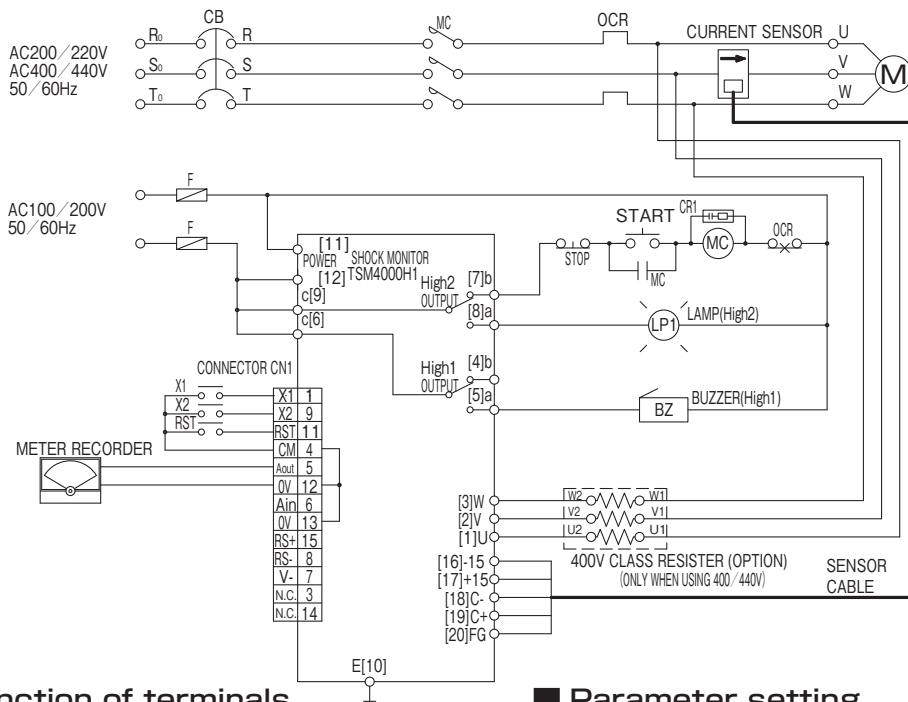 CB
MC
OCR
CURRENT SENSOR
AC200/220V
AC400/440V
50/60Hz
R₀
R
U
S₀
S
V
T₀
T
W
M
AC100/200V
50/60Hz
F
F
[11]
POWER
SHOCK MONITOR
TSM4000H1
[12]
c[9]
c[6]
High2
OUTPUT
[7]b
[8]a
High1
OUTPUT
[4]b
[5]a
STOP
START
MC
CR1
MC
OCR
LP1
LAMP(High2)
BZ
BUZZER(High1)
CONNECTOR CN1
X1
X2
RST
METER RECORDER
X1 1
X2 9
RST 11
CM 4
Aout 5
0V 12
Ain 6
0V 13
RS+ 15
RS- 8
V- 7
N.C. 3
N.C. 14
[3]W
[2]V
[1]U
W2 W1
V2 V1
U2 U1
400V CLASS RESISTER (OPTION)
(ONLY WHEN USING 400/440V)
[16]-15
[17]+15
[18]C-
[19]C+
[20]FG
SENSOR
CABLE
E[10]
nction of terminals
■ Parameter setting